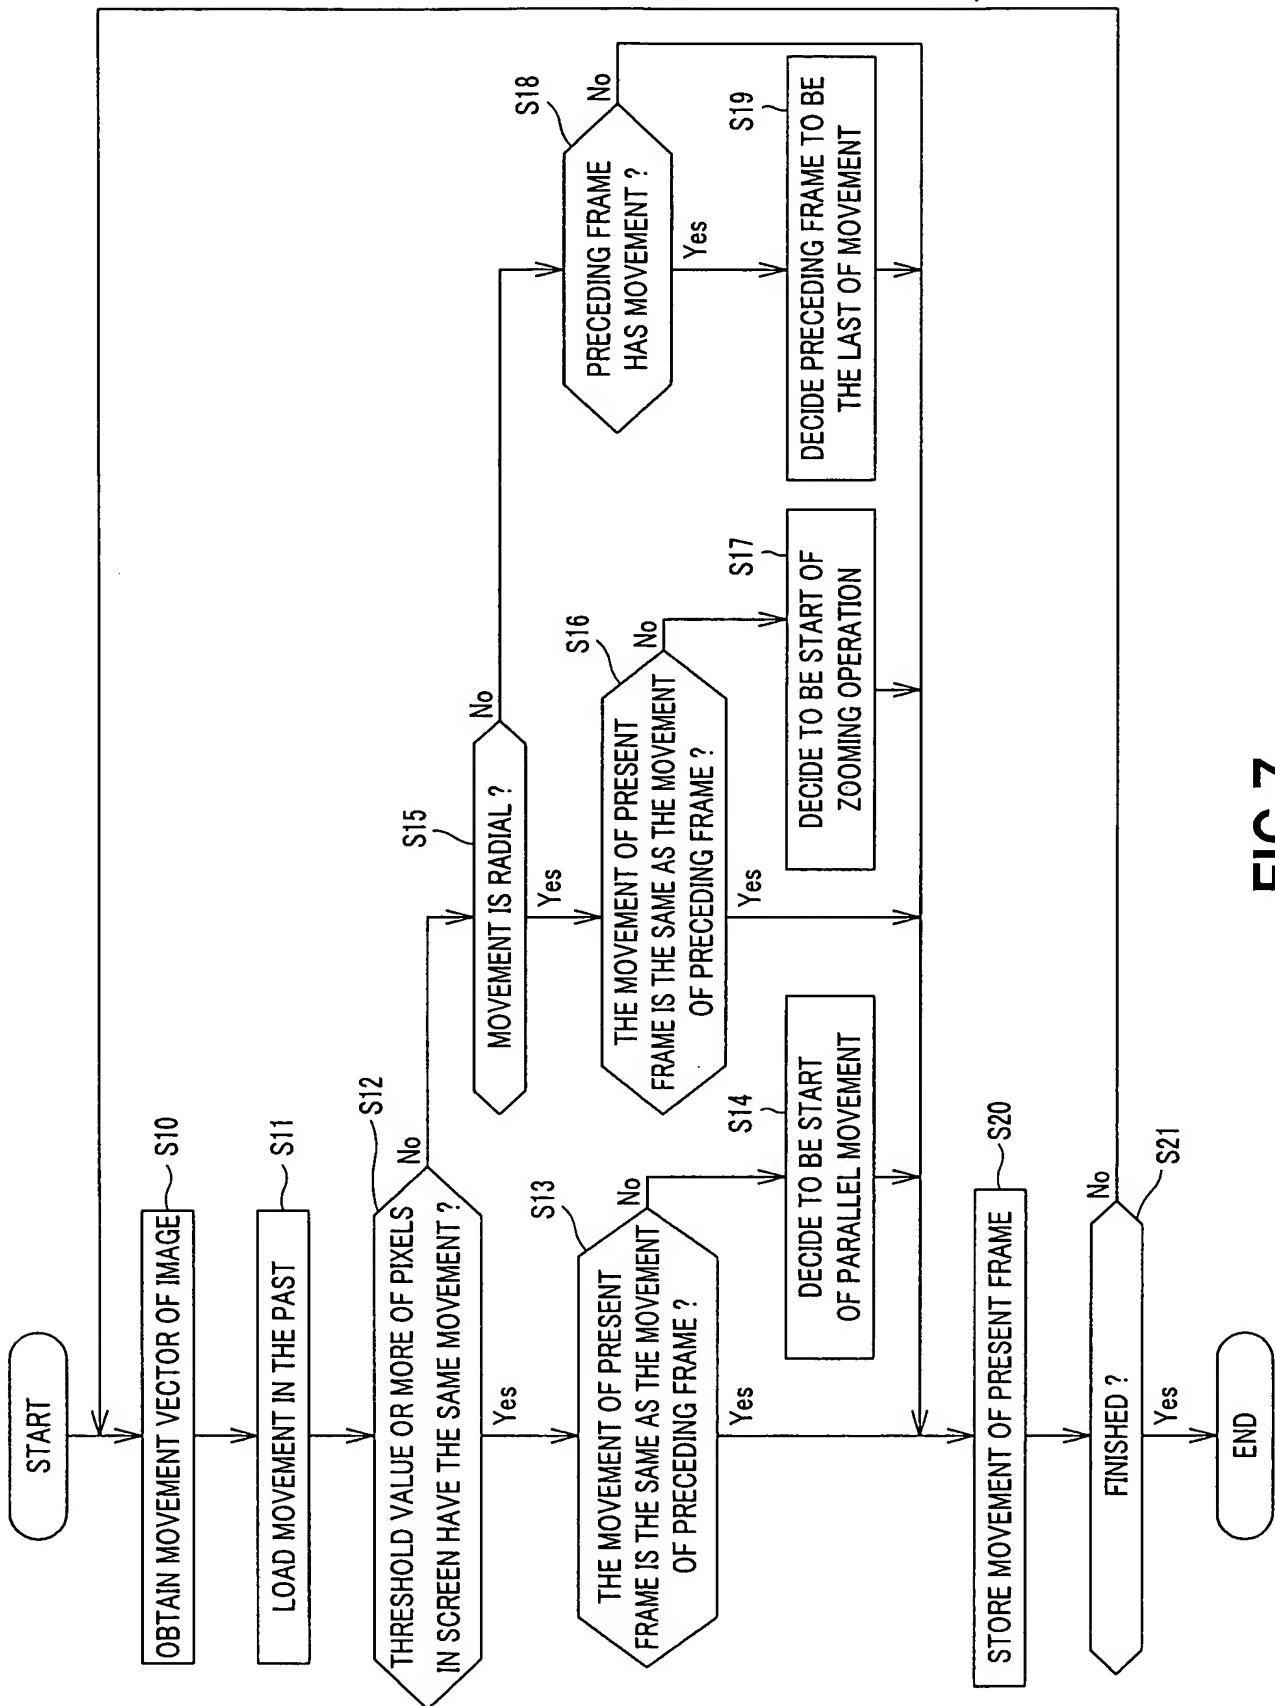 START
OBTAIN MOVEMENT VECTOR OF IMAGE
S10
LOAD MOVEMENT IN THE PAST
S11
THRESHOLD VALUE OR MORE OF PIXELS
IN SCREEN HAVE THE SAME MOVEMENT ?
S12
No
Yes
THE MOVEMENT OF PRESENT
FRAME IS THE SAME AS THE MOVEMENT
OF PRECEDING FRAME ?
S13
No
Yes
DECIDE TO BE START
OF PARALLEL MOVEMENT
S14
MOVEMENT IS RADIAL ?
S15
No
Yes
THE MOVEMENT OF PRESENT
FRAME IS THE SAME AS THE MOVEMENT
OF PRECEDING FRAME ?
S16
No
Yes
DECIDE TO BE START OF
ZOOMING OPERATION
S17
PRECEDING FRAME
HAS MOVEMENT ?
S18
No
Yes
DECIDE PRECEDING FRAME TO BE
THE LAST OF MOVEMENT
S19
STORE MOVEMENT OF PRESENT FRAME
S20
FINISHED ?
S21
No
Yes
END
FIG.7